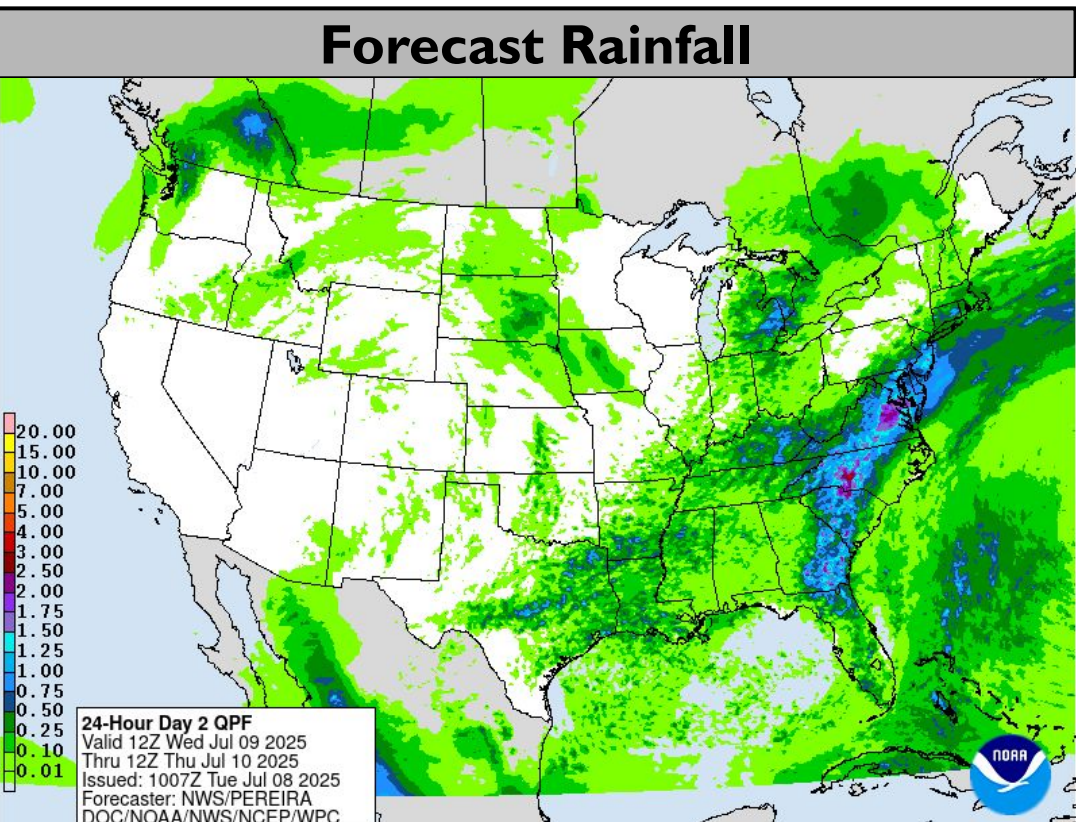 Forecast Rainfall
20.00
15.00
10.00
7.00
5.00
4.00
3.00
2.50
2.00
1.75
1.50
1.25
1.00
0.75
0.50
0.25
0.10
0.01
24-Hour Day 2 QPF
Valid 12Z Wed Jul 09 2025
Thru 12Z Thu Jul 10 2025
Issued: 1007Z Tue Jul 08 2025
Forecaster: NWS/PEREIRA
DOC/NOAA/NWS/NCEP/WPC
NOAA